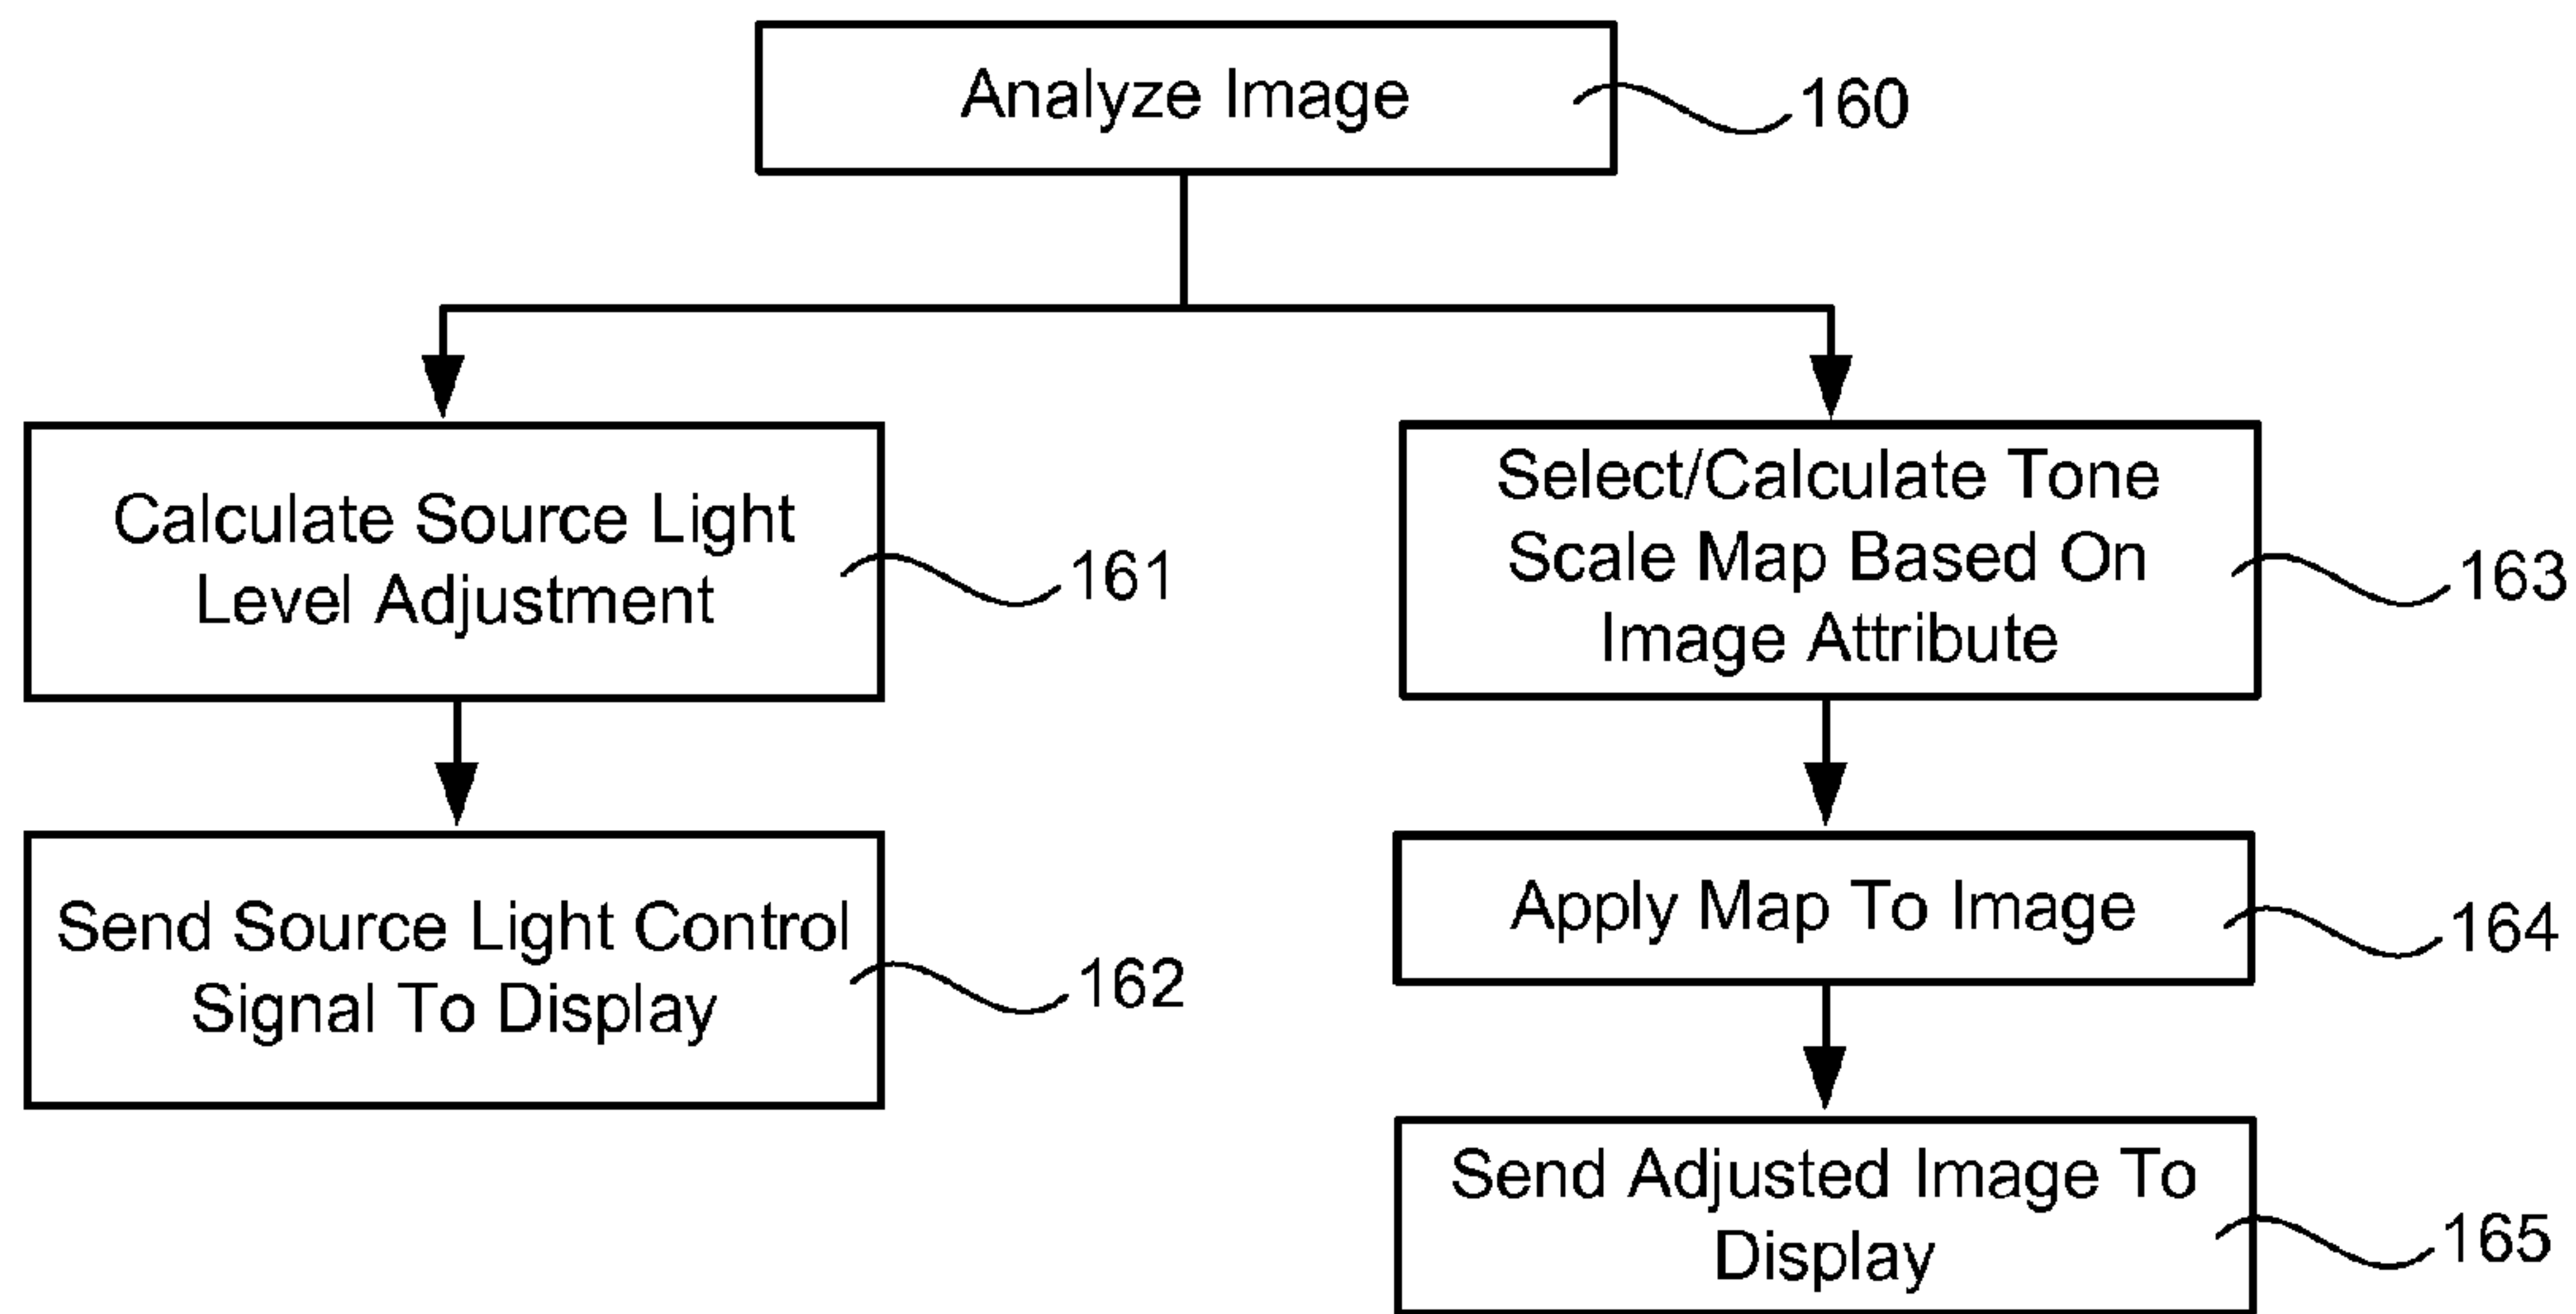 Analyze Image
160
Calculate Source Light
Level Adjustment
161
Select/Calculate Tone
Scale Map Based On
Image Attribute
163
Send Source Light Control
Signal To Display
162
Apply Map To Image
164
Send Adjusted Image To
Display
165